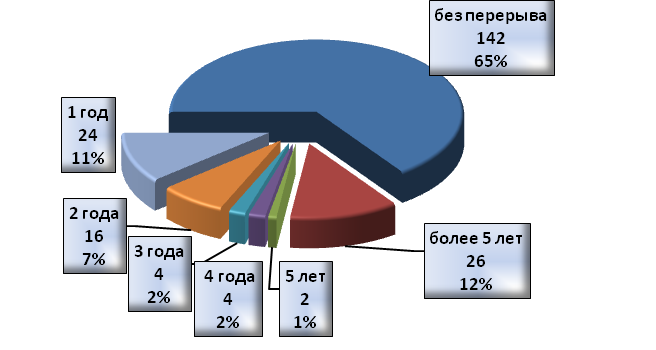 без перерыва
142
65%
1 год
24
11%
2 года
16
7%
3 года
4
2%
4 года
4
2%
5 лет
2
1%
более 5 лет
26
12%